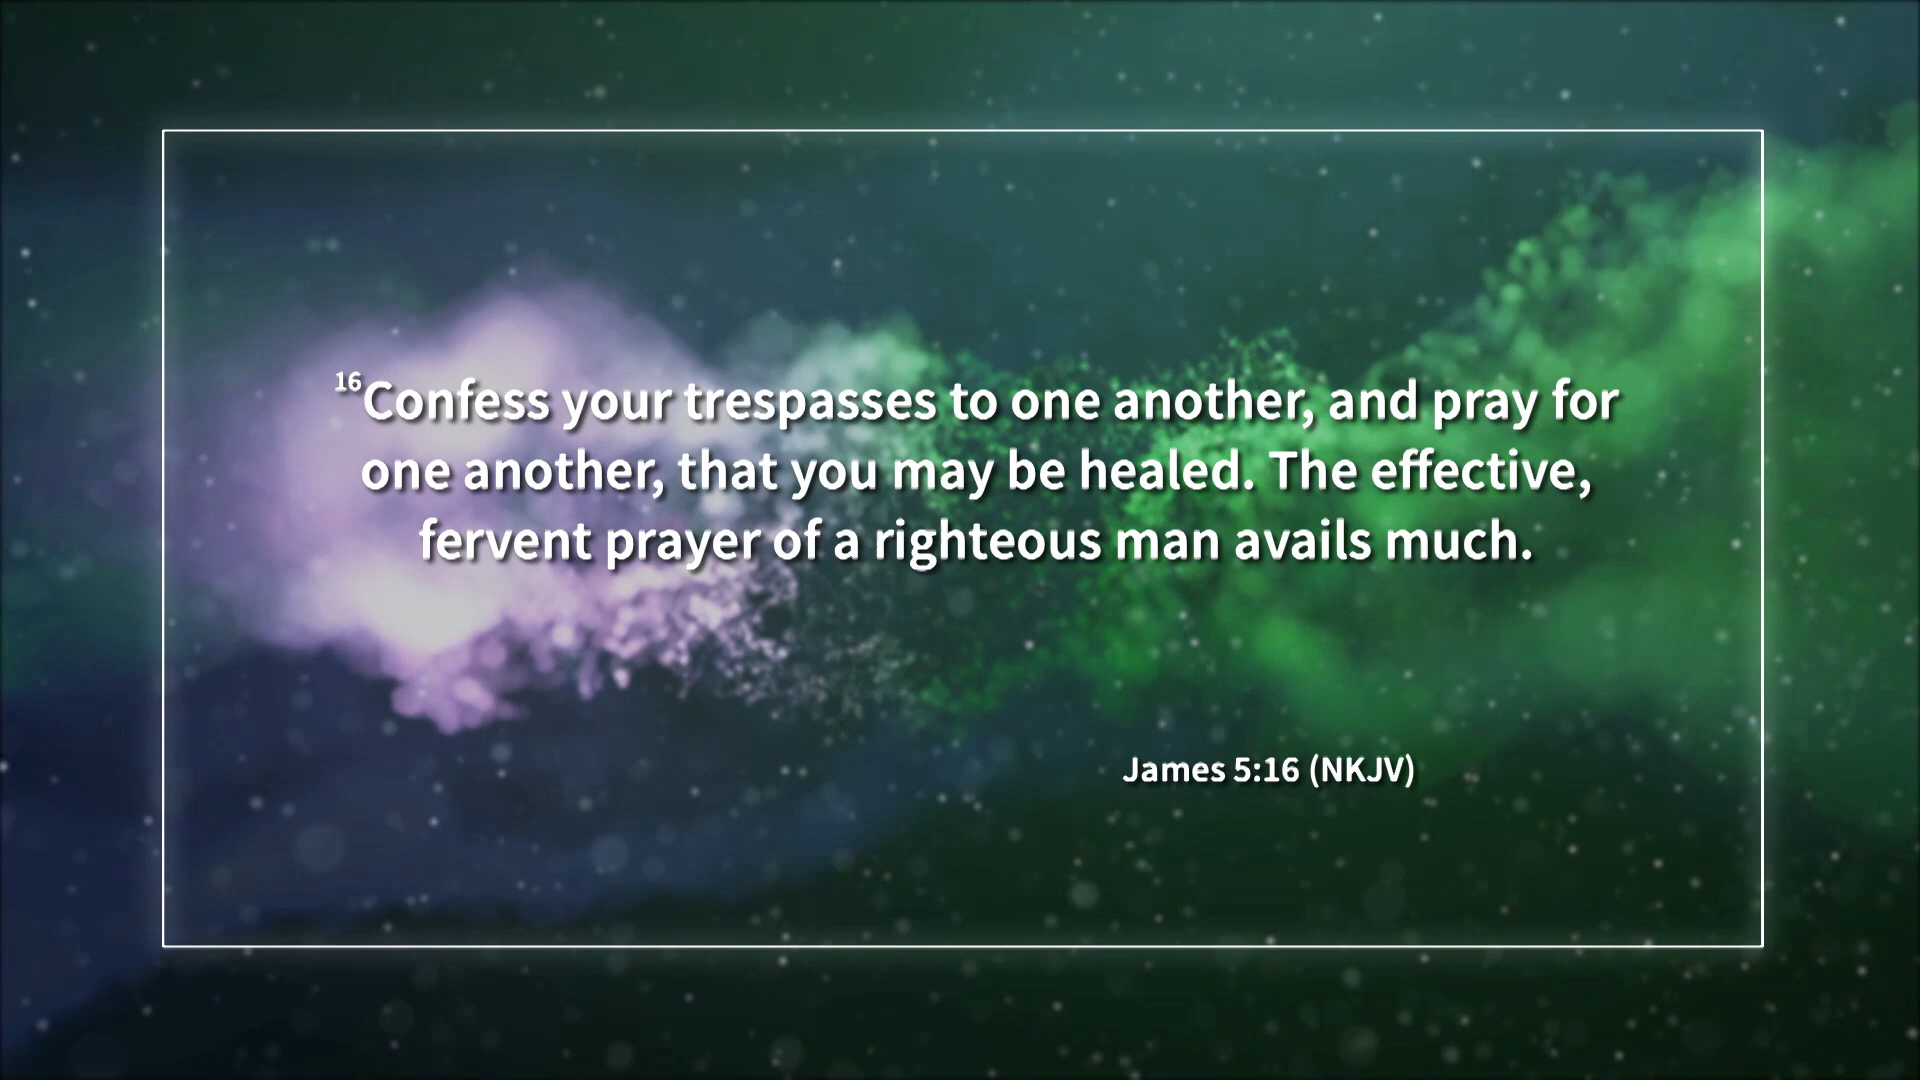 16Confess your trespasses to one another, and pray for
one another, that you may be healed. The effective,
fervent prayer of a righteous man avails much.
James 5:16 (NKJV)